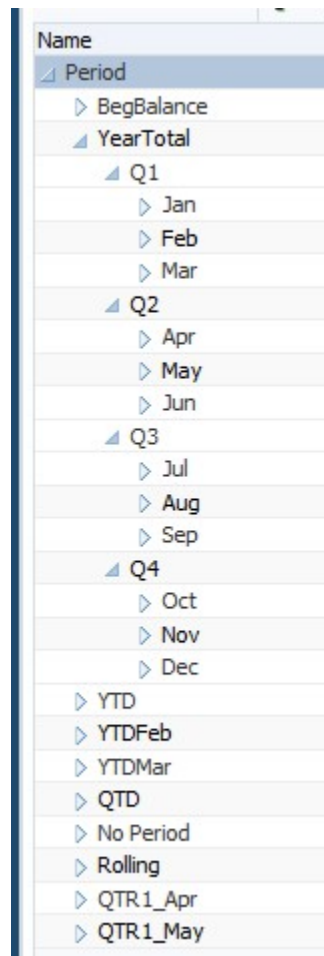 Name
Period
BegBalance
YearTotal
Q1
Jan
Feb
Mar
Q2
Apr
May
Jun
Q3
Jul
Aug
Sep
Q4
Oct
Nov
Dec
YTD
YTDFeb
YTDMar
QTD
No Period
Rolling
QTR1_Apr
QTR1_May